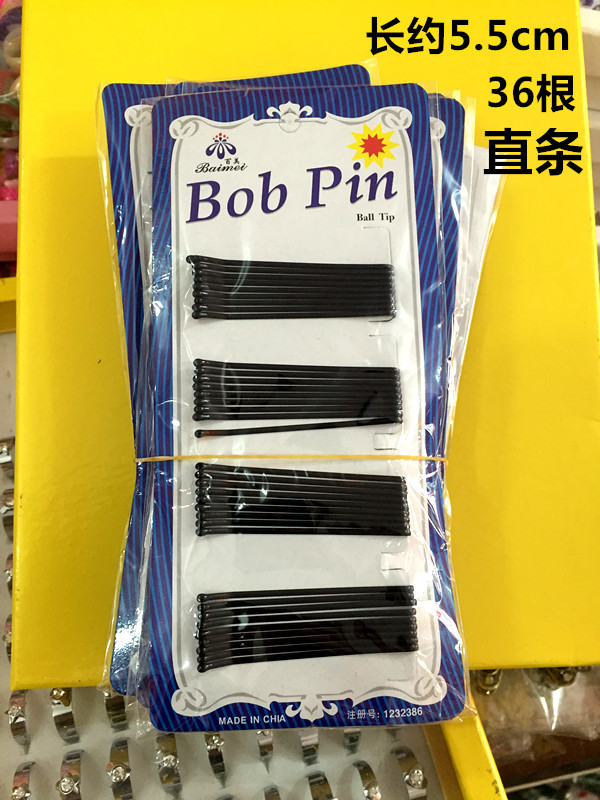 长约5.5cm
36根
直条
百美
Baimei
Bob Pin
Ball Tip
MADE IN CHIA
注册号：1232386